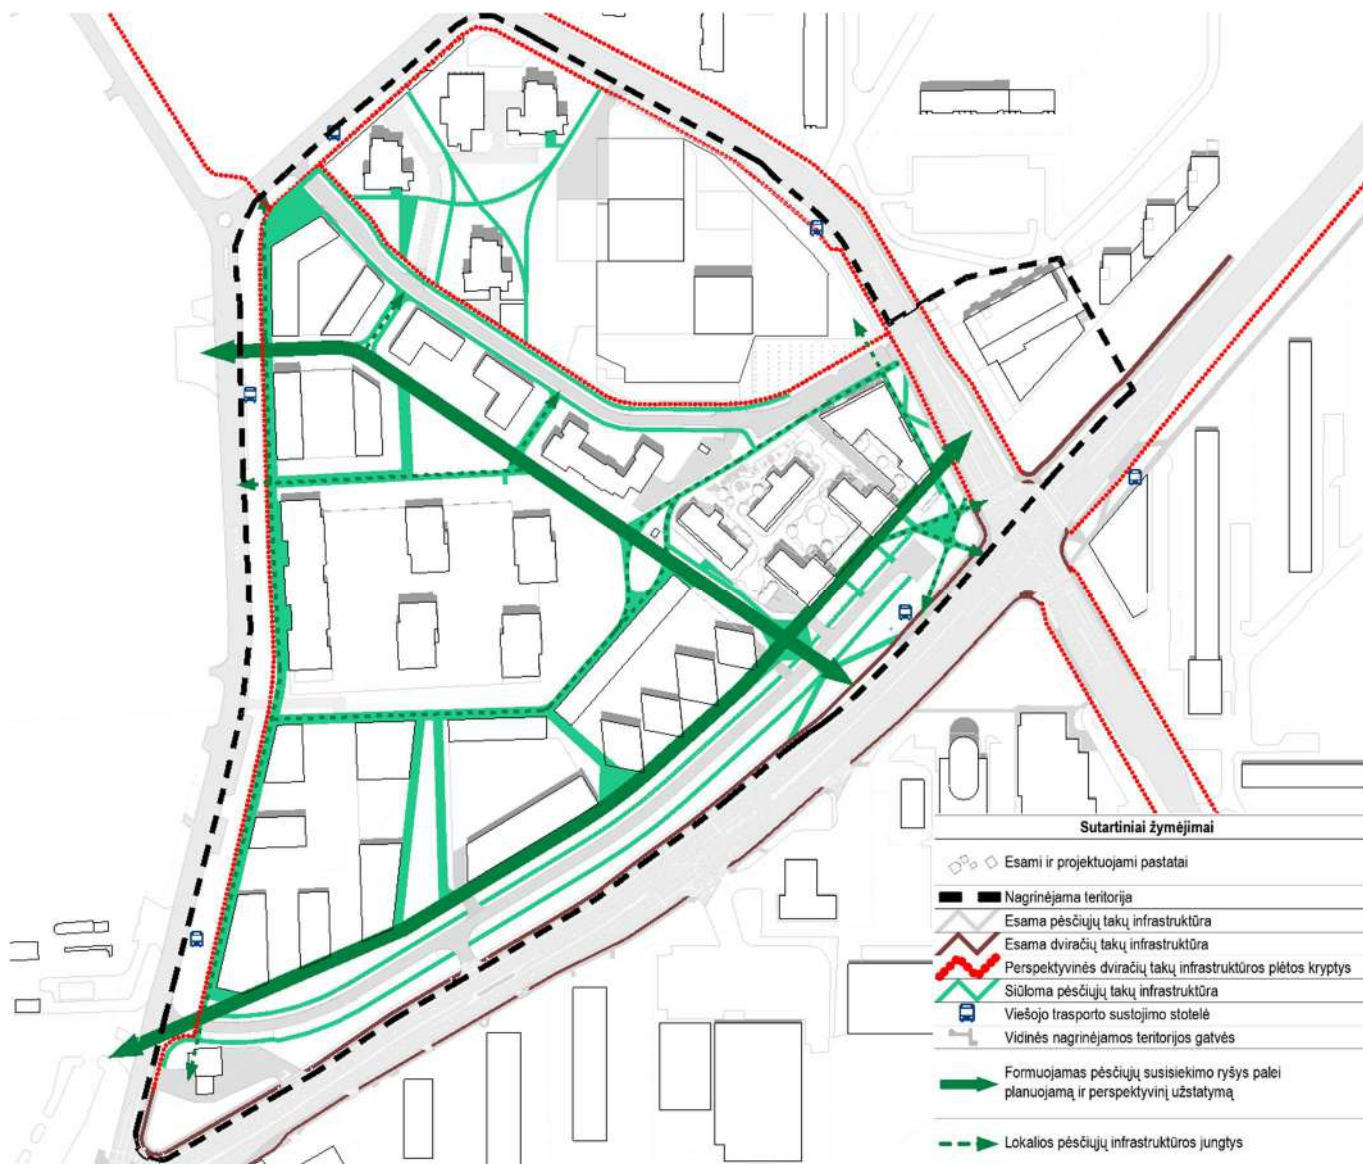 Sutartiniai žymėjimai
Esami ir projektuojami pastatai
Nagrinėjama teritorija
Esama pėsčiųjų takų infrastruktūra
Esama dviračių takų infrastruktūra
Perspektyvinės dviračių takų infrastruktūros plėtos kryptys
Siūloma pėsčiųjų takų infrastruktūra
Viešojo trasporto sustojimo stotelė
Vidinės nagrinėjamos teritorijos gatvės
Formuojamas pėsčiųjų susisiekimo ryšys palei
planuojamą ir perspektyvinį užstatymą
Lokalios pėsčiųjų infrastruktūros jungtys